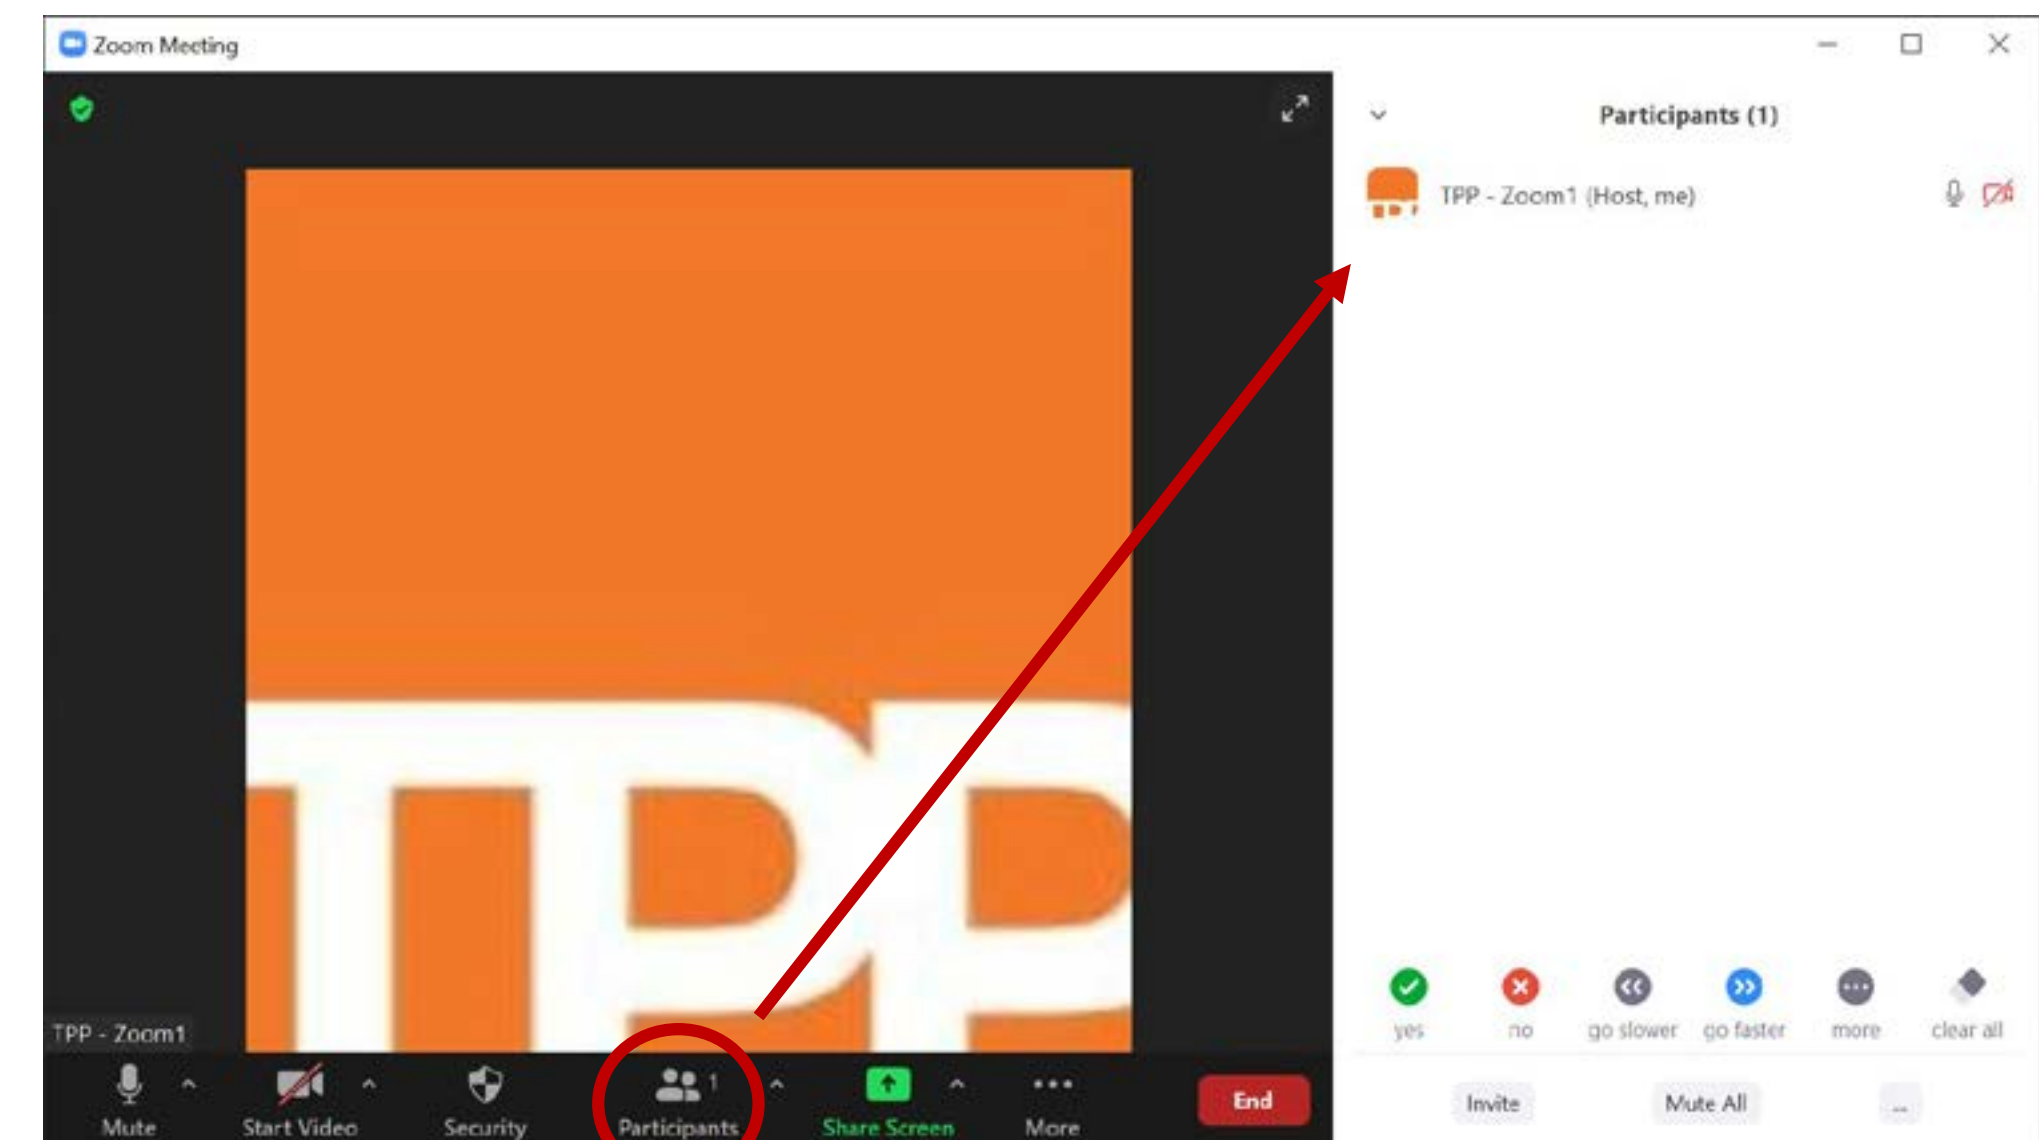 Zoom Meeting
Participants (1)
TPP - Zoom1 (Host, me)
TPP
TPP - Zoom1
yes no go slower go faster more clear all
Mute Start Video Security Participants 1 Share Screen More End
Invite Mute All ...